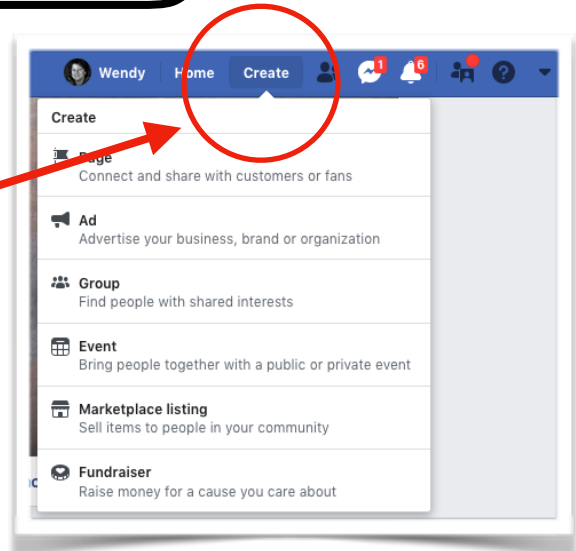 Wendy Home Create 1 6
Create
Page
Connect and share with customers or fans
Ad
Advertise your business, brand or organization
Group
Find people with shared interests
Event
Bring people together with a public or private event
Marketplace listing
Sell items to people in your community
Fundraiser
Raise money for a cause you care about